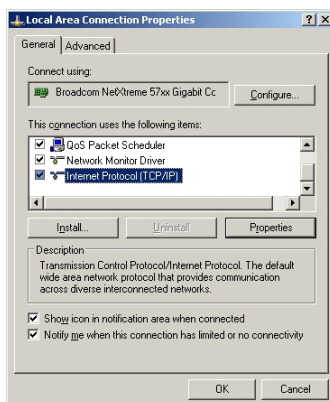 Local Area Connection Properties
General Advanced
Connect using:
Broadcom NetXtreme 57xx Gigabit Cc
Configure...
This connection uses the following items:
QoS Packet Scheduler
Network Monitor Driver
Internet Protocol (TCP/IP)
Install... Uninstall Properties
Description
Transmission Control Protocol/Internet Protocol. The default
wide area network protocol that provides communication
across diverse interconnected networks.
Show icon in notification area when connected
Notify me when this connection has limited or no connectivity
OK Cancel